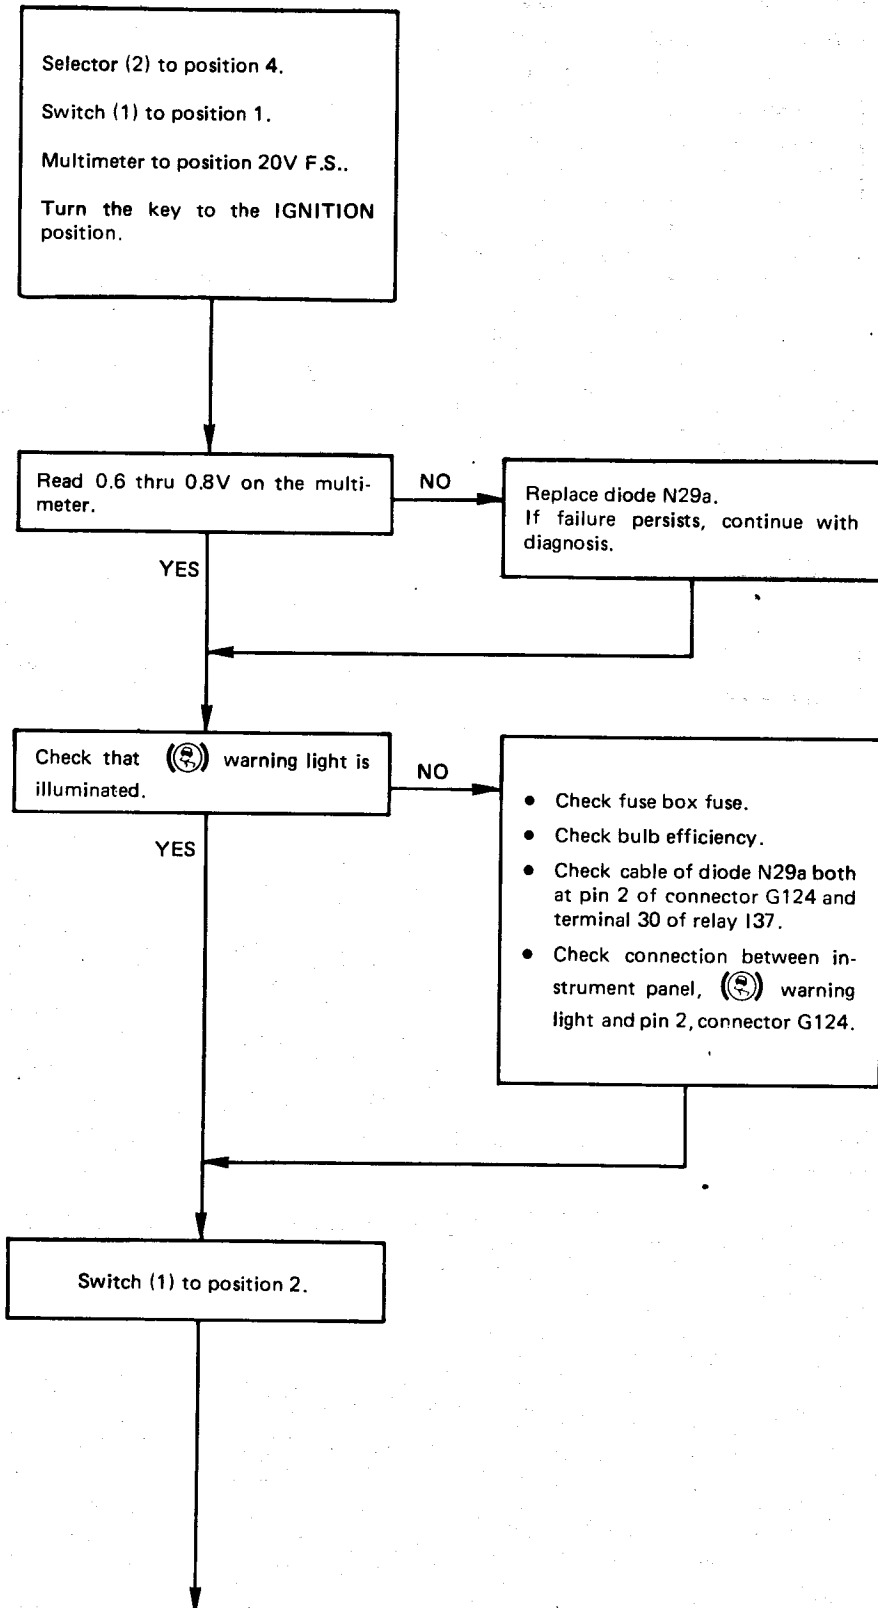 Selector (2) to position 4.
Switch (1) to position 1.
Multimeter to position 20V F.S..
Turn the key to the IGNITION
position.
Read 0.6 thru 0.8V on the multi-
meter.
NO
Replace diode N29a.
If failure persists, continue with
diagnosis.
YES
Check that warning light is
illuminated.
NO
• Check fuse box fuse.
• Check bulb efficiency.
• Check cable of diode N29a both
at pin 2 of connector G124 and
terminal 30 of relay I37.
• Check connection between in-
strument panel, warning
light and pin 2, connector G124.
YES
Switch (1) to position 2.